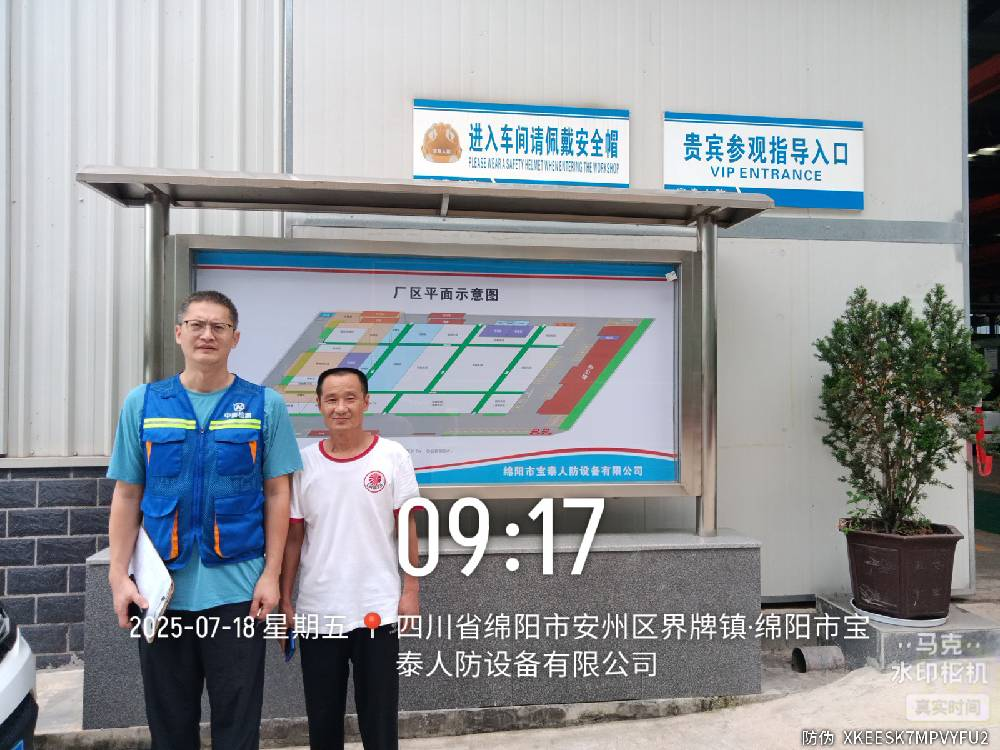 进入车间请佩戴安全帽
PLEASE WEAR A SAFETY HELMET WHEN ENTERING THE WORKSHOP
贵宾参观指导入口
VIP ENTRANCE
厂区平面示意图
绵阳市宝泰人防设备有限公司
09:17
2025-07-18 星期五
四川省绵阳市安州区界牌镇·绵阳市宝
泰人防设备有限公司
马克
水印相机
真实时间
防伪 XKEESK7MPVYFU2